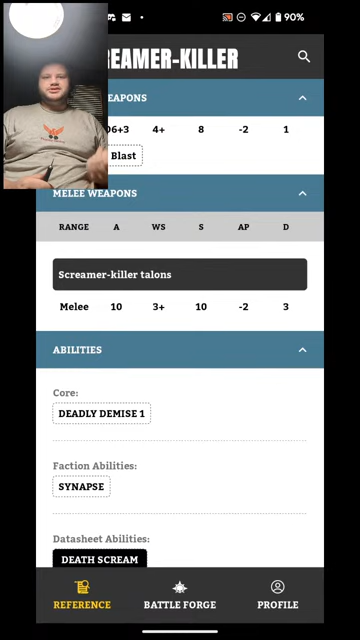 90%
REAMER-KILLER
EAPONS
D6+3 4+ 8 -2 1
Blast
MELEE WEAPONS
RANGE A WS S AP D
Screamer-killer talons
Melee 10 3+ 10 -2 3
ABILITIES
Core:
DEADLY DEMISE 1
Faction Abilities:
SYNAPSE
Datasheet Abilities:
DEATH SCREAM
REFERENCE BATTLE FORGE PROFILE